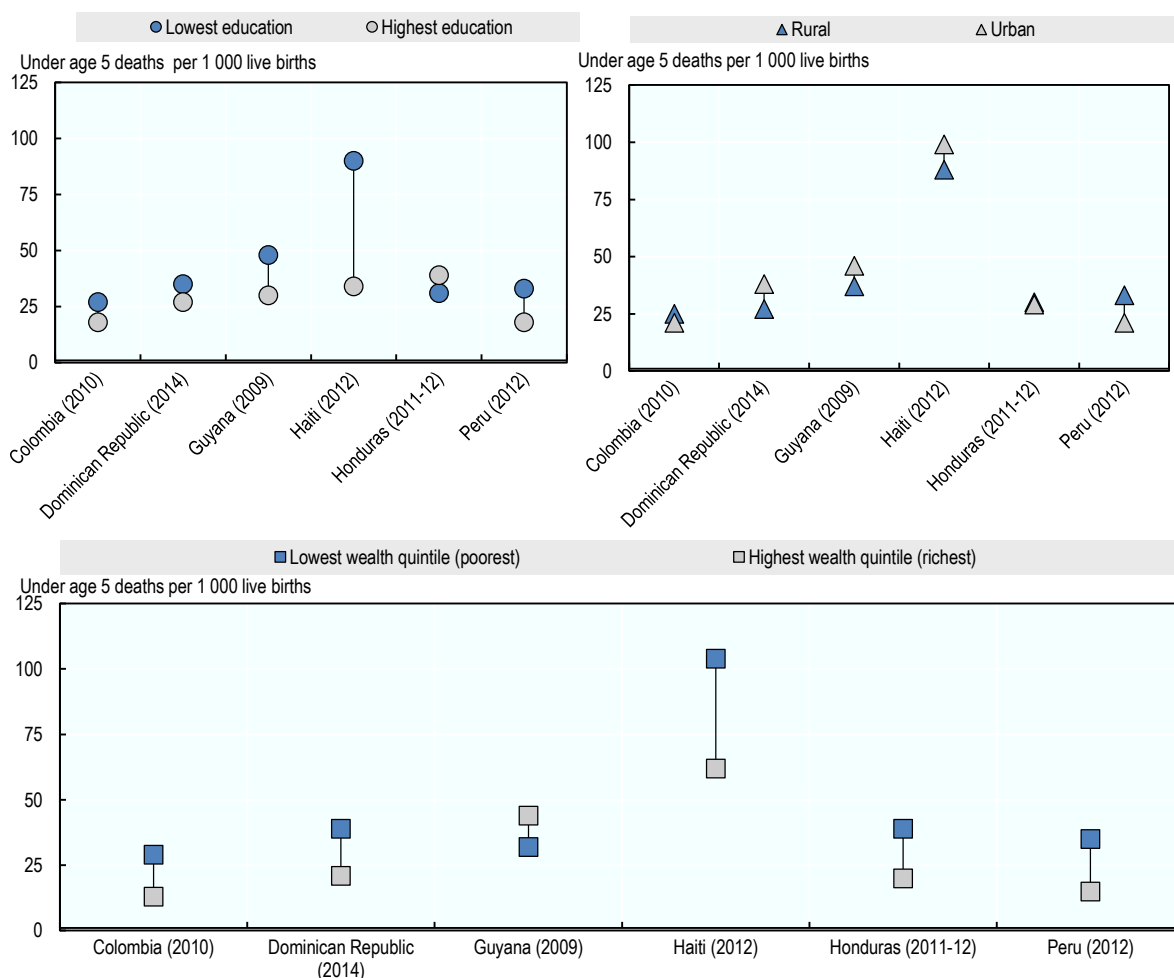 Lowest education Highest education
Under age 5 deaths per 1 000 live births
125
100
75
50
25
0
Colombia (2010)
Dominican Republic (2014)
Guyana (2009)
Haiti (2012)
Honduras (2011-12)
Peru (2012)
Rural Urban
Under age 5 deaths per 1 000 live births
125
100
75
50
25
0
Colombia (2010)
Dominican Republic (2014)
Guyana (2009)
Haiti (2012)
Honduras (2011-12)
Peru (2012)
Lowest wealth quintile (poorest) Highest wealth quintile (richest)
Under age 5 deaths per 1 000 live births
125
100
75
50
25
0
Colombia (2010)
Dominican Republic
(2014)
Guyana (2009)
Haiti (2012)
Honduras (2011-12)
Peru (2012)